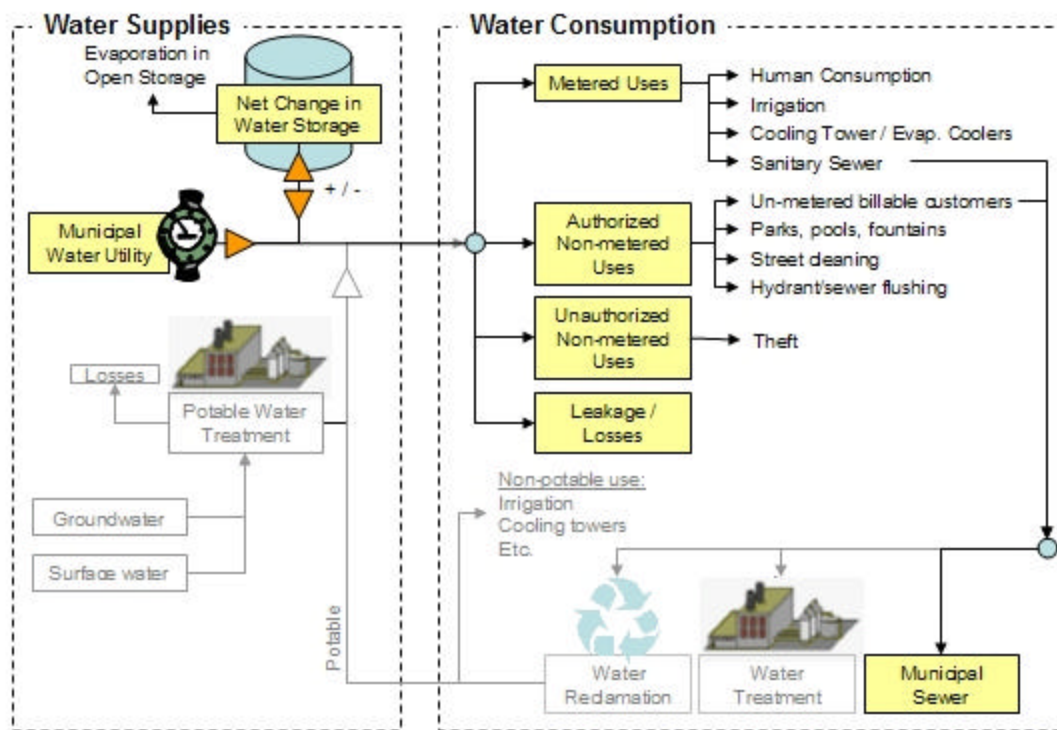 Water Supplies
Evaporation in
Open Storage
Net Change in
Water Storage
+ / -
Municipal
Water Utility
Losses
Potable Water
Treatment
Groundwater
Surface water
Potable
Water Consumption
Metered Uses
Human Consumption
Irrigation
Cooling Tower / Evap. Coolers
Sanitary Sewer
Authorized
Non-metered
Uses
Un-metered billable customers
Parks, pools, fountains
Street cleaning
Hydrant/sewer flushing
Unauthorized
Non-metered
Uses
Theft
Leakage /
Losses
Non-potable use:
Irrigation
Cooling towers
Etc.
Water
Reclamation
Water
Treatment
Municipal
Sewer